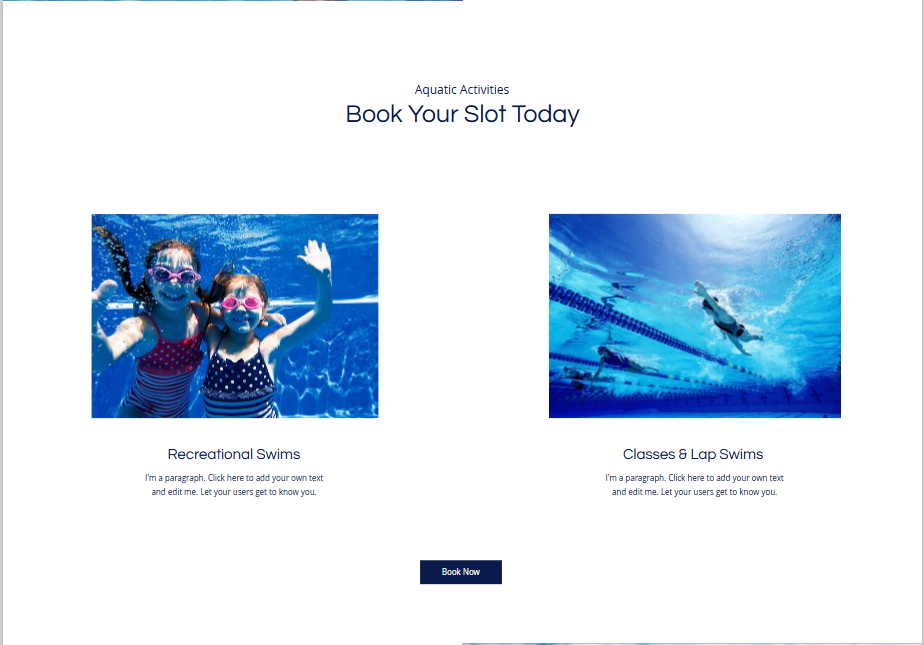 Aquatic Activities
Book Your Slot Today
Recreational Swims
I'm a paragraph. Click here to add your own text
and edit me. Let your users get to know you.
Classes & Lap Swims
I'm a paragraph. Click here to add your own text
and edit me. Let your users get to know you.
Book Now